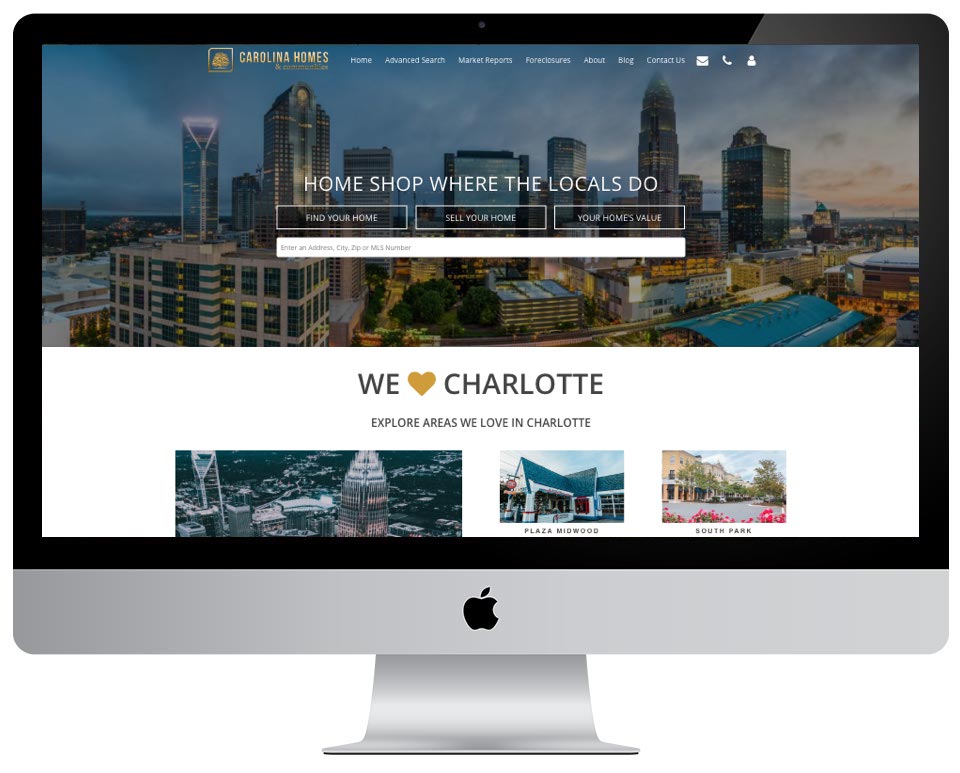 CAROLINA HOMES
& communities
Home Advanced Search Market Reports Foreclosures About Blog Contact Us
HOME SHOP WHERE THE LOCALS DO
FIND YOUR HOME SELL YOUR HOME YOUR HOME'S VALUE
Enter an Address, City, Zip or MLS Number
WE CHARLOTTE
EXPLORE AREAS WE LOVE IN CHARLOTTE
PLAZA MIDWOOD SOUTH PARK